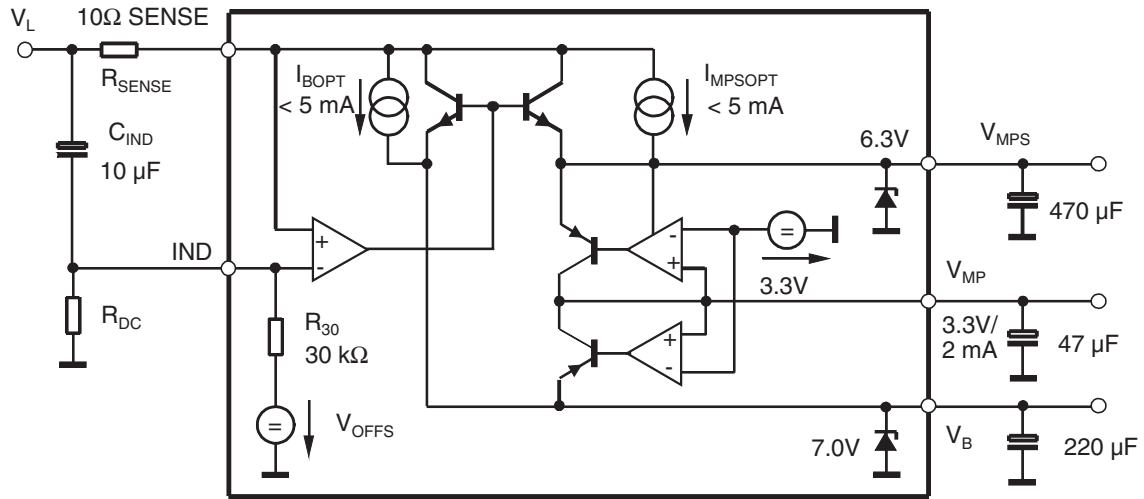 V_L
10Ω SENSE
R_SENSE
C_IND
10 µF
IND
R_DC
I_BOPT
< 5 mA
I_MPSOPT
< 5 mA
6.3V
V_MPS
470 µF
+
-
-
+
=
3.3V
V_MP
3.3V/
2 mA
47 µF
R_30
30 kΩ
+
-
=
V_OFFS
7.0V
V_B
220 µF